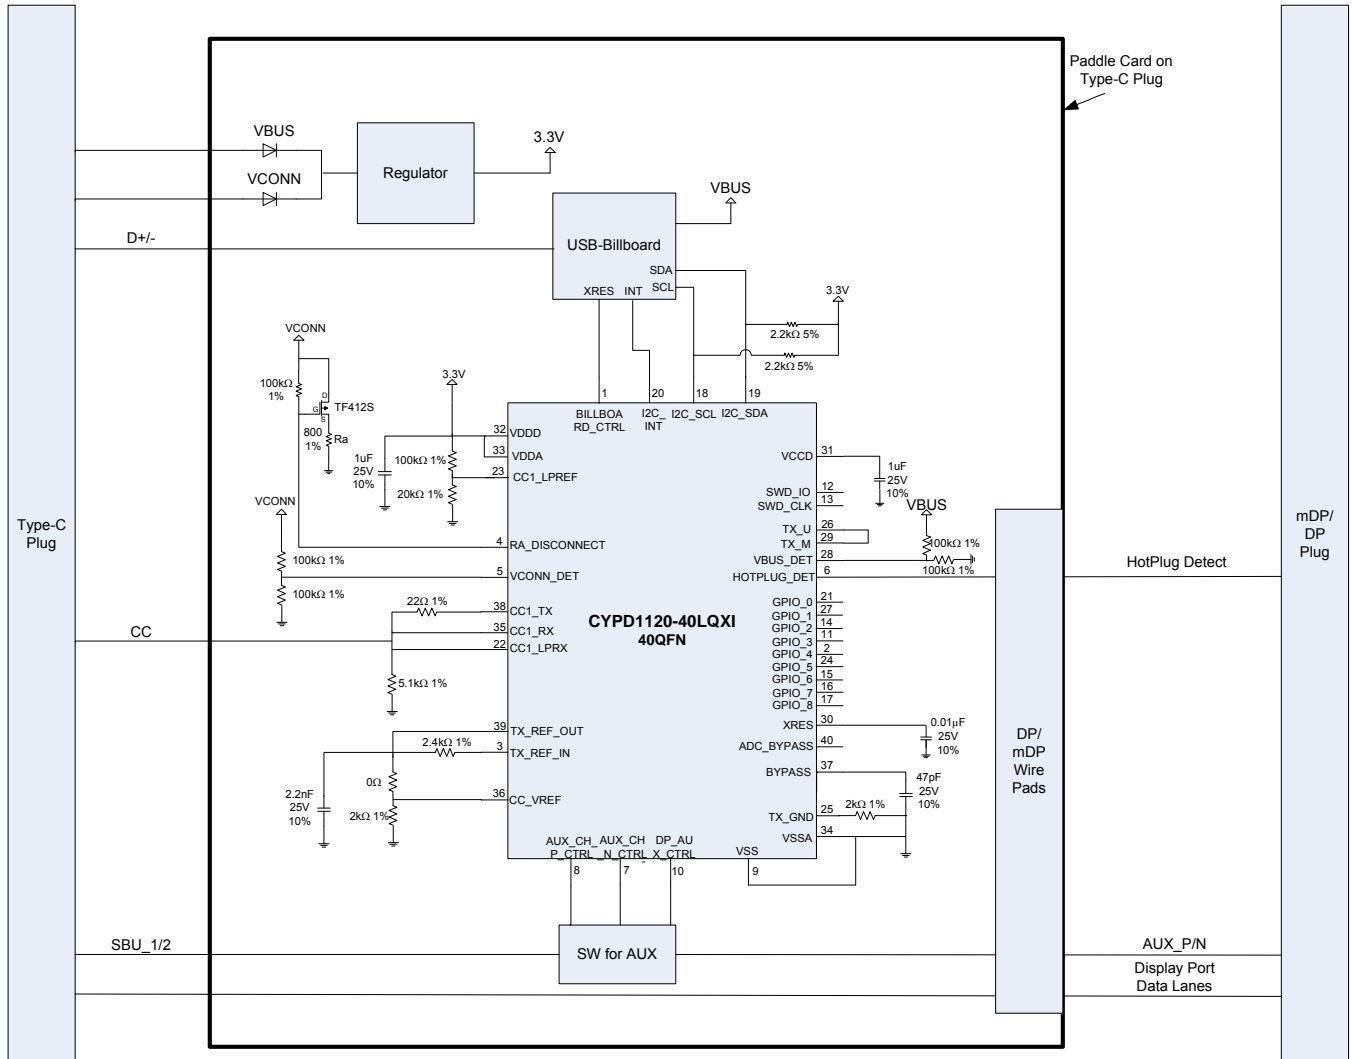 Paddle Card on
Type-C Plug
VBUS
VCONN
Regulator
3.3V
D+/-
USB-Billboard
VBUS
SDA
SCL
XRES
INT
3.3V
2.2kΩ 5%
2.2kΩ 5%
VCONN
100kΩ
1%
D
G
S
TF412S
800
1%
Ra
3.3V
1uF
25V
10%
100kΩ 1%
20kΩ 1%
VCONN
100kΩ 1%
100kΩ 1%
22Ω 1%
CC
5.1kΩ 1%
2.4kΩ 1%
0Ω
2.2nF
25V
10%
2kΩ 1%
1
20
18
19
BILLBOA
RD_CTRL
I2C_
INT
I2C_SCL
I2C_SDA
32
VDDD
33
VDDA
23
CC1_LPREF
4
RA_DISCONNECT
5
VCONN_DET
38
CC1_TX
35
CC1_RX
22
CC1_LPRX
39
TX_REF_OUT
3
TX_REF_IN
36
CC_VREF
CYPD1120-40LQXI
40QFN
VCCD
31
SWD_IO
12
SWD_CLK
13
TX_U
26
TX_M
29
VBUS_DET
28
HOTPLUG_DET
6
GPIO_0
21
GPIO_1
27
GPIO_2
14
GPIO_3
11
GPIO_4
2
GPIO_5
24
GPIO_6
15
GPIO_7
16
GPIO_8
17
XRES
30
ADC_BYPASS
40
BYPASS
37
TX_GND
25
VSSA
34
AUX_CH_
P_CTRL
AUX_CH
_N_CTRL
DP_AU
X_CTRL
VSS
8
7
10
9
1uF
25V
10%
VBUS
100kΩ 1%
100kΩ 1%
0.01µF
25V
10%
47pF
25V
10%
2kΩ 1%
SW for AUX
SBU_1/2
Type-C
Plug
DP/
mDP
Wire
Pads
HotPlug Detect
AUX_P/N
Display Port
Data Lanes
mDP/
DP
Plug